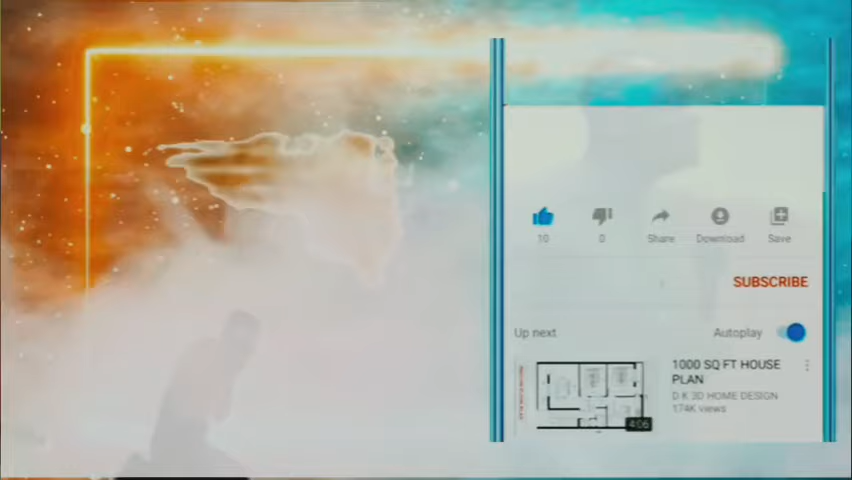 10 0 Share Download Save
SUBSCRIBE
Up next Autoplay
1000 SQ FT HOUSE
PLAN
D K 3D HOME DESIGN
174K views
4:06